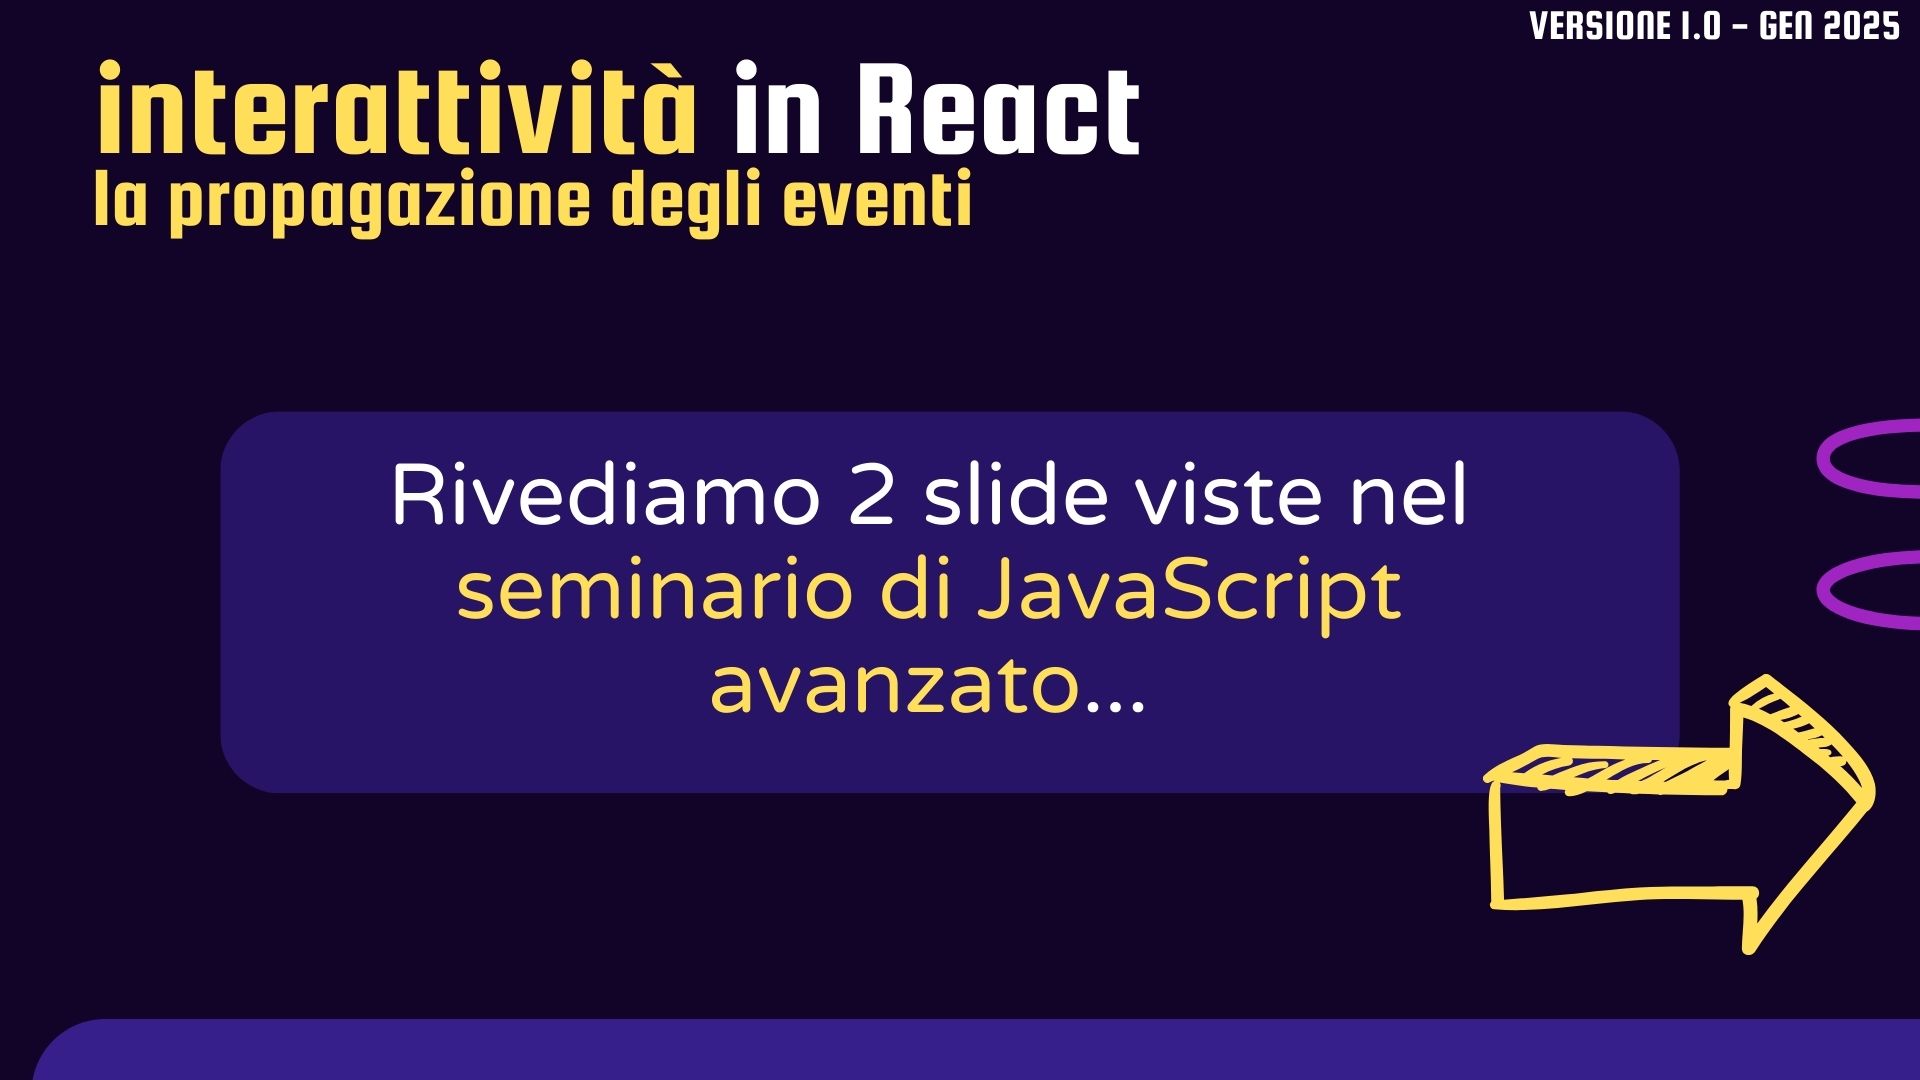 VERSIONE 1.0 - GEN 2025
interattività in React
la propagazione degli eventi
Rivediamo 2 slide viste nel
seminario di JavaScript
avanzato...